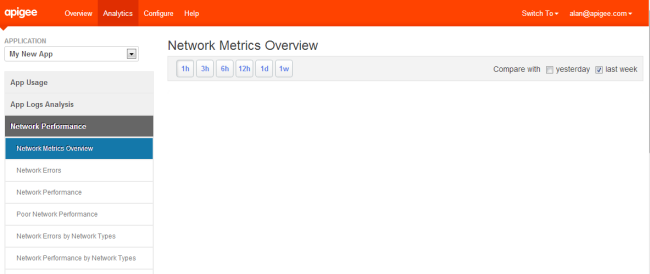 apigee Overview Analytics Configure Help Switch To alan@apigee.com
APPLICATION
My New App
Network Metrics Overview
1h 3h 6h 12h 1d 1w Compare with yesterday last week
App Usage
App Logs Analysis
Network Performance
Network Metrics Overview
Network Errors
Network Performance
Poor Network Performance
Network Errors by Network Types
Network Performance by Network Types